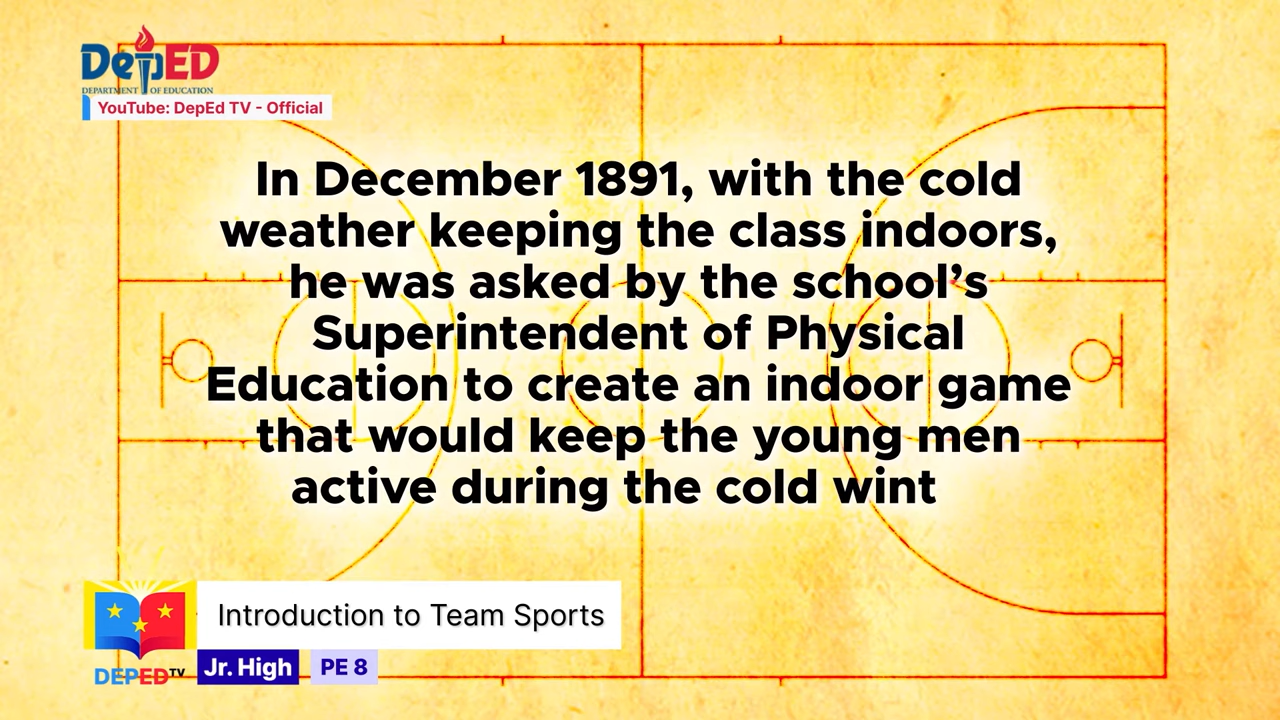 DepED
DEPARTMENT OF EDUCATION
YouTube: DepEd TV - Official
In December 1891, with the cold
weather keeping the class indoors,
he was asked by the school’s
Superintendent of Physical
Education to create an indoor game
that would keep the young men
active during the cold wint
Introduction to Team Sports
DEPED TV
Jr. High
PE 8